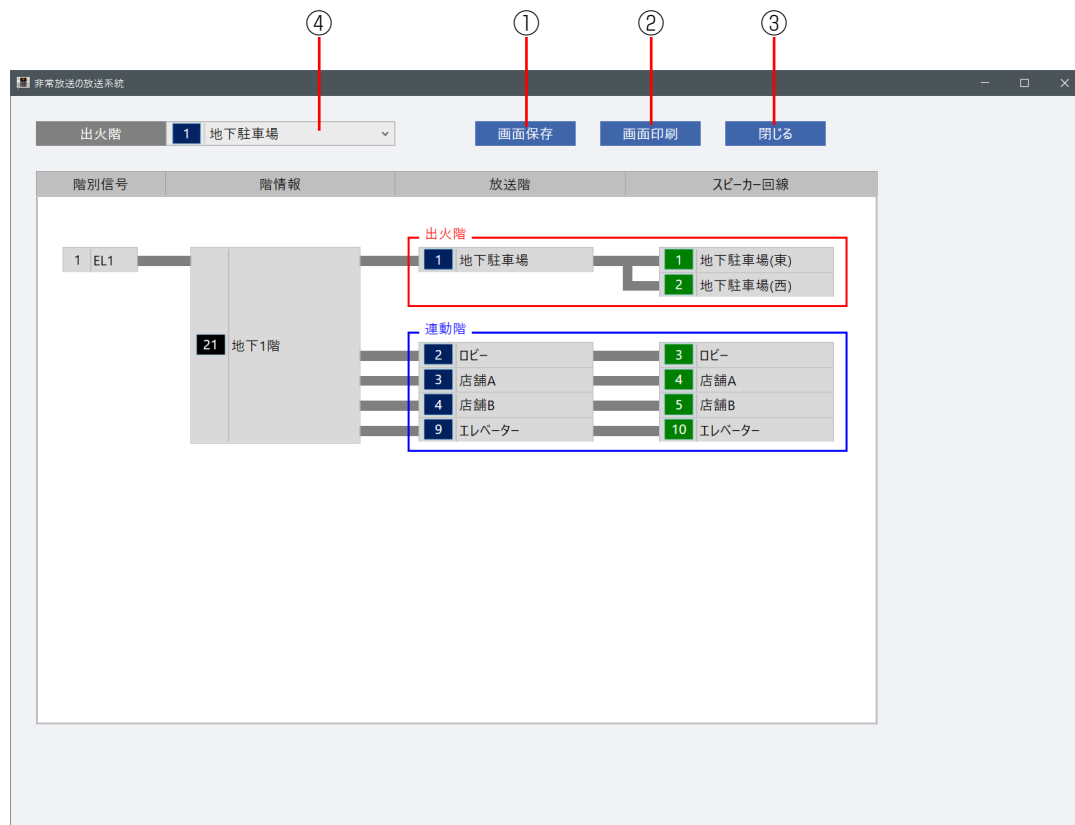 ④ ① ② ③
非常放送の放送系統
出火階 1 地下駐車場 画面保存 画面印刷 閉じる
階別信号 階情報 放送階 スピーカー回線
出火階
1 EL1 1 地下駐車場 1 地下駐車場(東)
2 地下駐車場(西)
連動階
21 地下1階 2 ロビー 3 ロビー
3 店舗A 4 店舗A
4 店舗B 5 店舗B
9 エレベーター 10 エレベーター